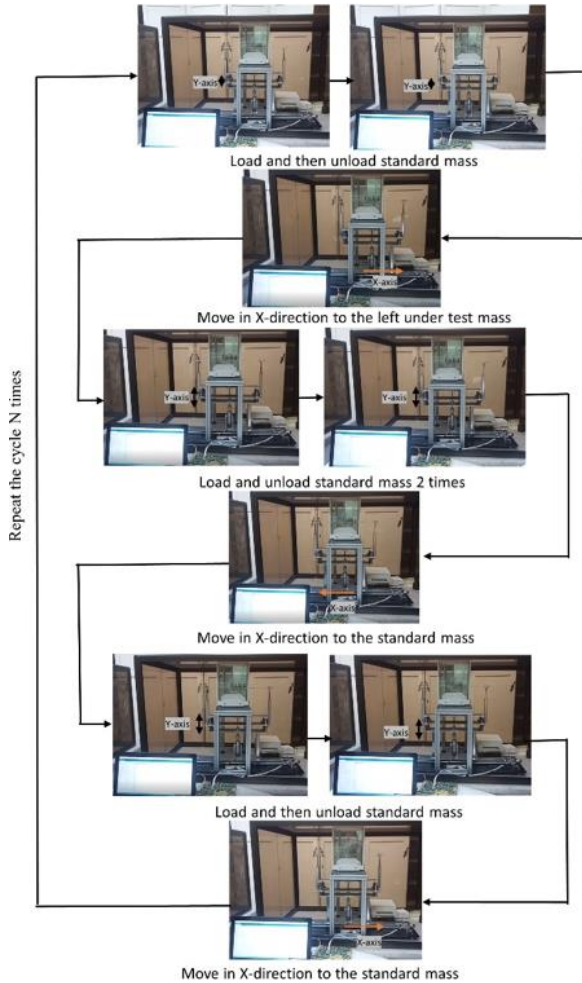 Y-axis
Y-axis
Load and then unload standard mass
X-axis
Move in X-direction to the left under test mass
Y-axis
Y-axis
Load and unload standard mass 2 times
X-axis
Move in X-direction to the standard mass
Y-axis
Y-axis
Load and then unload standard mass
X-axis
Move in X-direction to the standard mass
Repeat the cycle N times